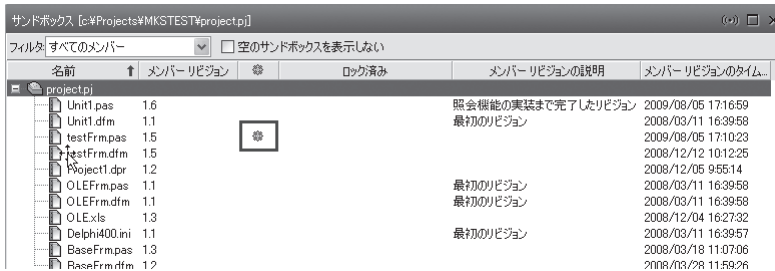 サンドボックス [c:¥Projects¥MKSTEST¥project.pj]
フィルタ: すべてのメンバー 空のサンドボックスを表示しない
名前 メンバー リビジョン ロック済み メンバー リビジョンの説明 メンバー リビジョンのタイム...
project.pj
Unit1.pas 1.6 照会機能の実装まで完了したリビジョン 2009/08/05 17:16:59
Unit1.dfm 1.1 最初のリビジョン 2008/03/11 16:39:58
testFrm.pas 1.5 2009/08/05 17:10:23
testFrm.dfm 1.5 2008/12/12 10:12:25
Project1.dpr 1.2 2008/12/05 9:55:14
OLEFrm.pas 1.1 最初のリビジョン 2008/03/11 16:39:58
OLEFrm.dfm 1.1 最初のリビジョン 2008/03/11 16:39:58
OLE.xls 1.3 2008/12/04 16:27:32
Delphi400.ini 1.1 最初のリビジョン 2008/03/11 16:39:57
BaseFrm.pas 1.3 2008/03/18 11:07:06
BaseFrm.dfm 1.2 2008/03/28 11:59:26